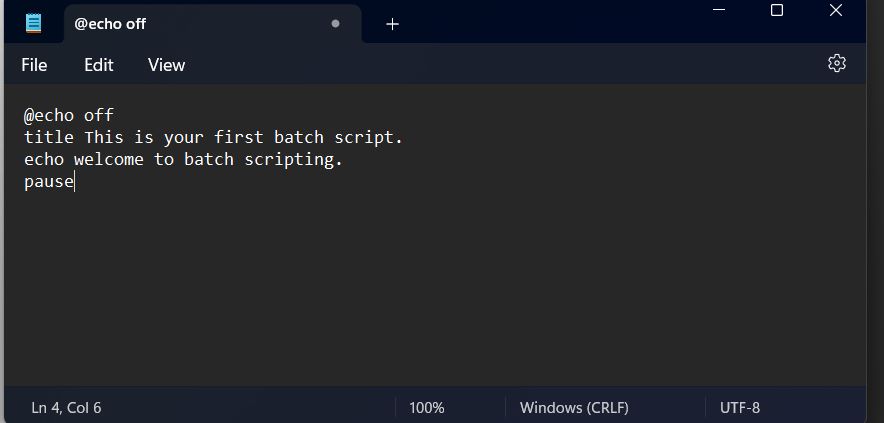 @echo off
File Edit View
@echo off
title This is your first batch script.
echo welcome to batch scripting.
pause
Ln 4, Col 6 100% Windows (CRLF) UTF-8